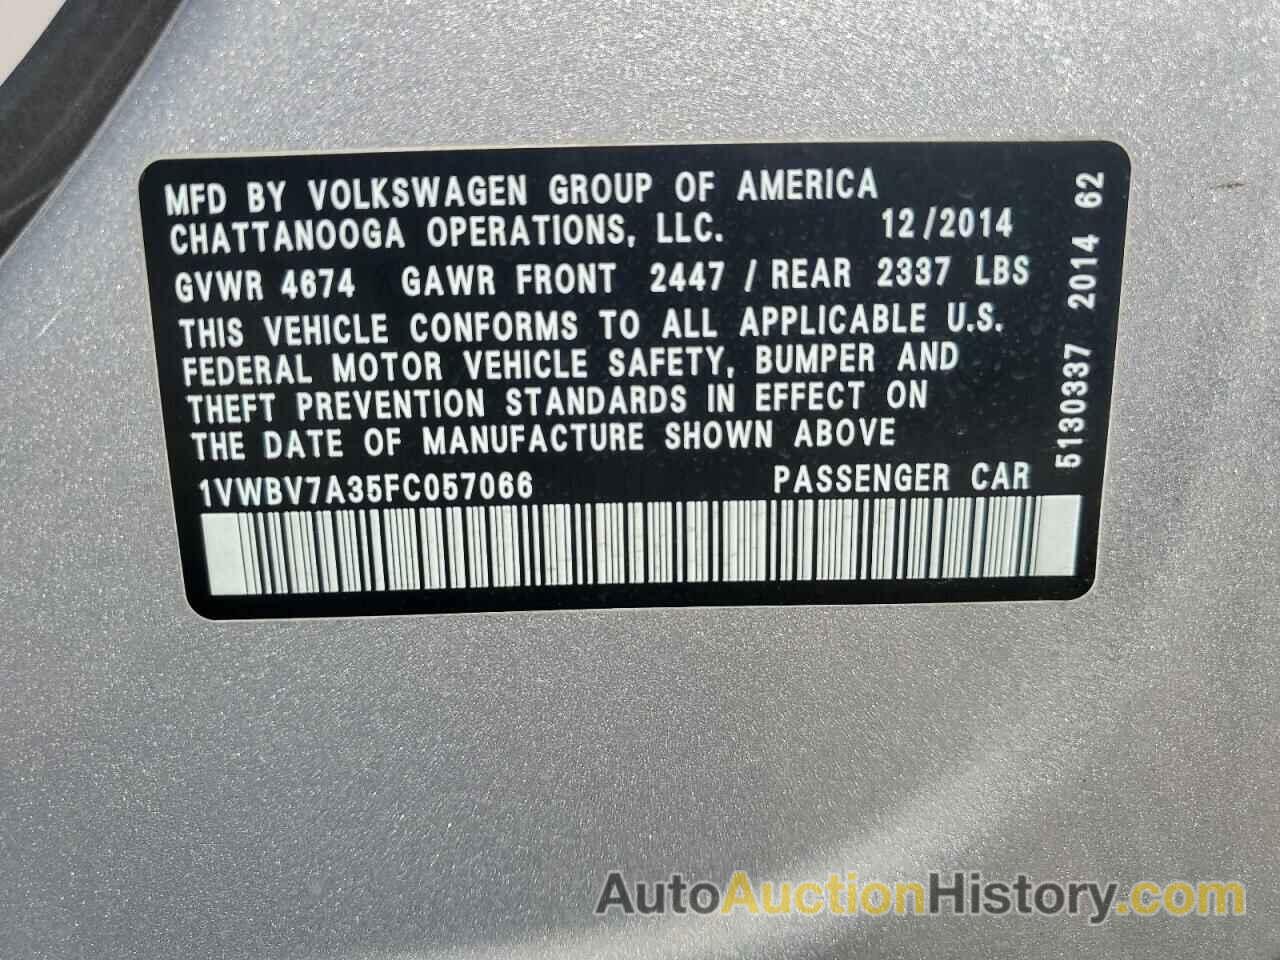 MFD BY VOLKSWAGEN GROUP OF AMERICA
CHATTANOOGA OPERATIONS, LLC. 12/2014
GVWR 4674 GAWR FRONT 2447 / REAR 2337 LBS
THIS VEHICLE CONFORMS TO ALL APPLICABLE U.S.
FEDERAL MOTOR VEHICLE SAFETY, BUMPER AND
THEFT PREVENTION STANDARDS IN EFFECT ON
THE DATE OF MANUFACTURE SHOWN ABOVE
1VWBV7A35FC057066 PASSENGER CAR
5130337 2014 62
AutoAuctionHistory.com